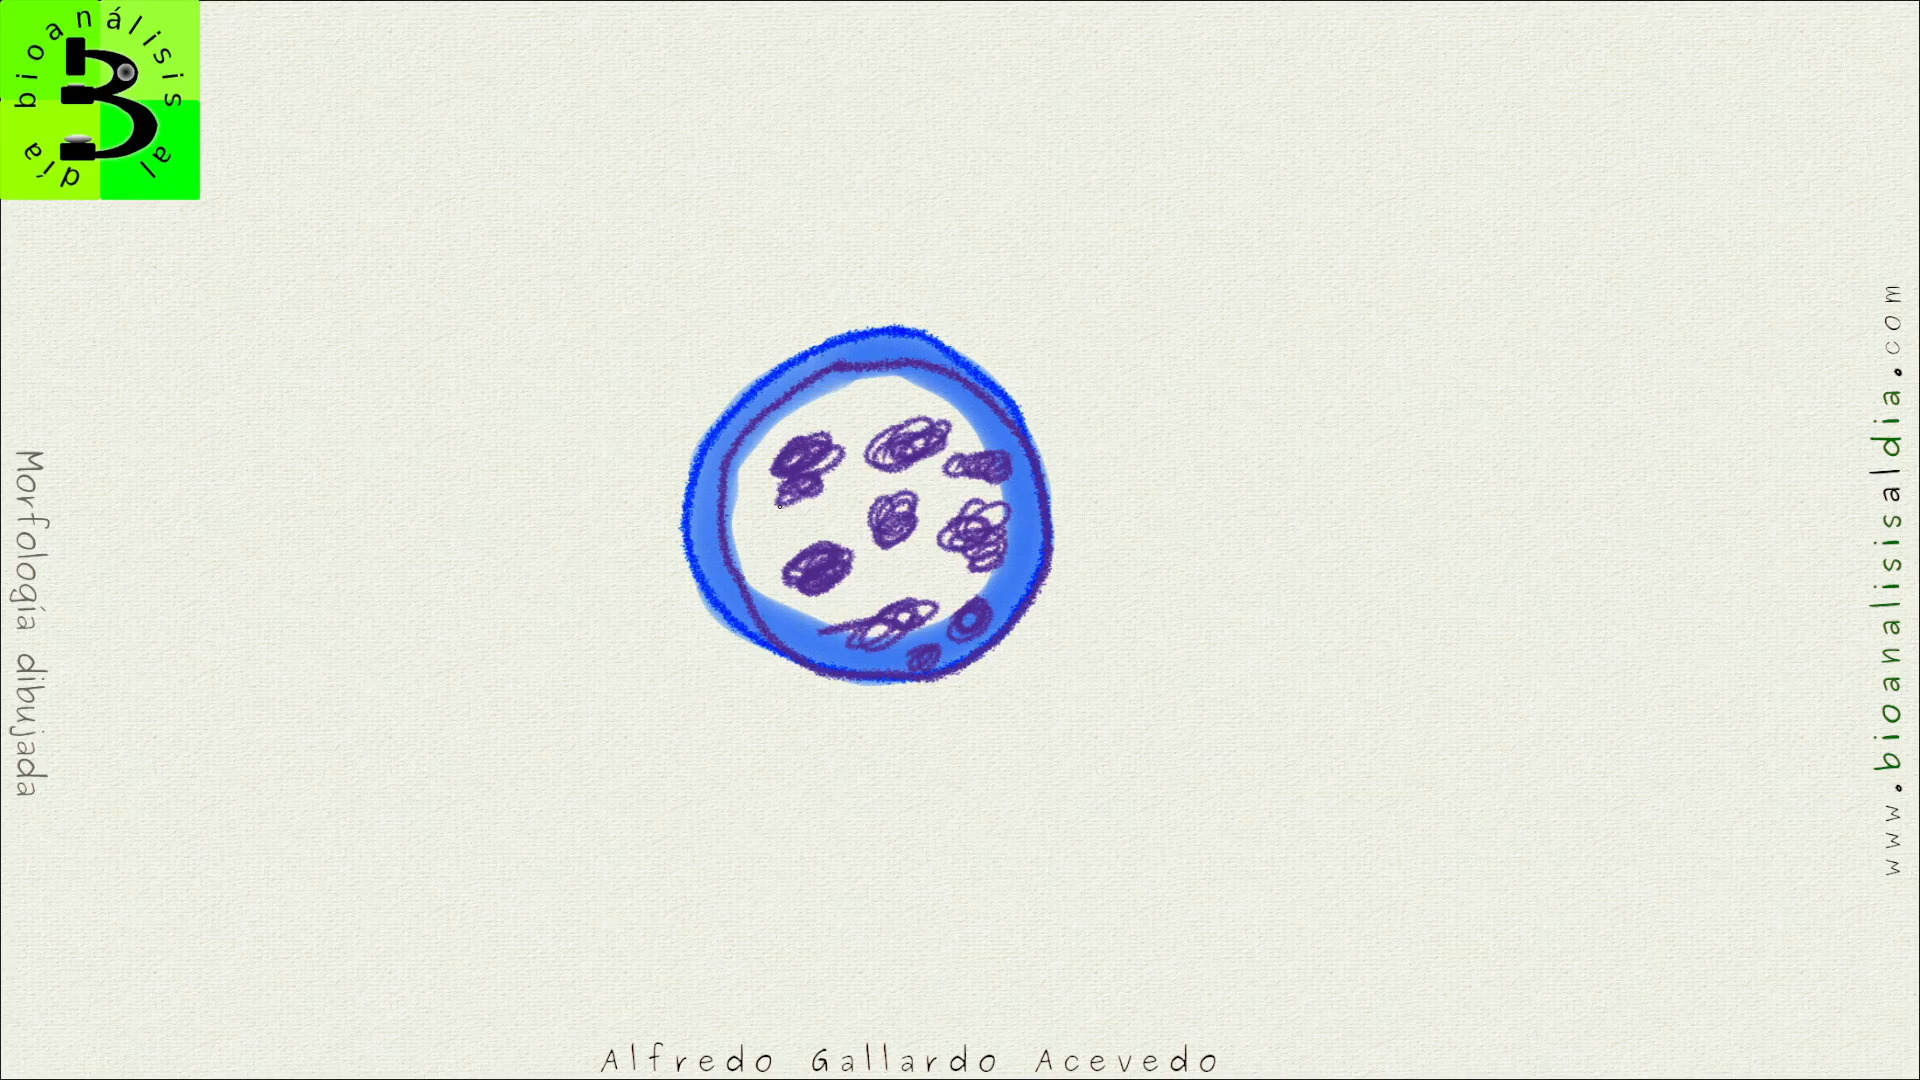 bioanálisis al día
Morfología dibujada
www.bioanalisisaldia.com
Alfredo Gallardo Acevedo